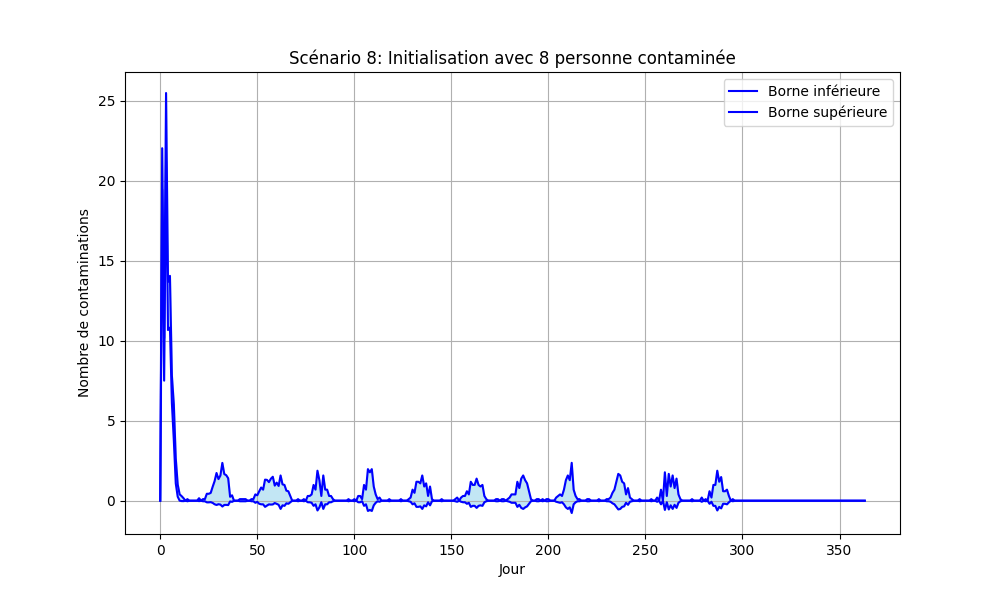 Scénario 8: Initialisation avec 8 personne contaminée
Borne inférieure
Borne supérieure
Nombre de contaminations
25
20
15
10
5
0
0 50 100 150 200 250 300 350
Jour